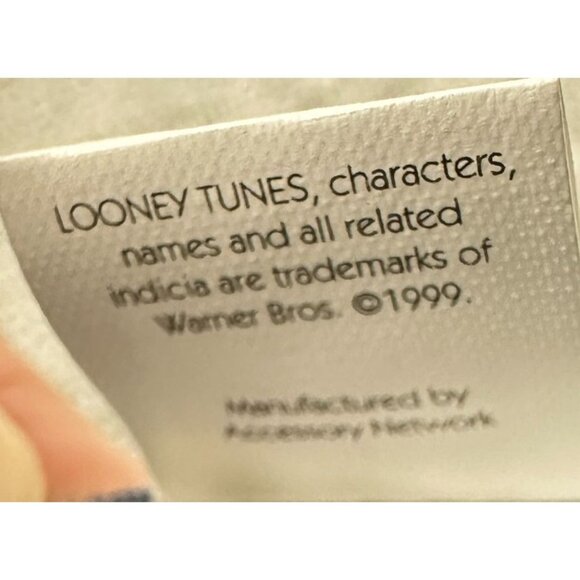 LOONEY TUNES, characters,
names and all related
indicia are trademarks of
Warner Bros. ©1999.
Manufactured by
Accessory Network